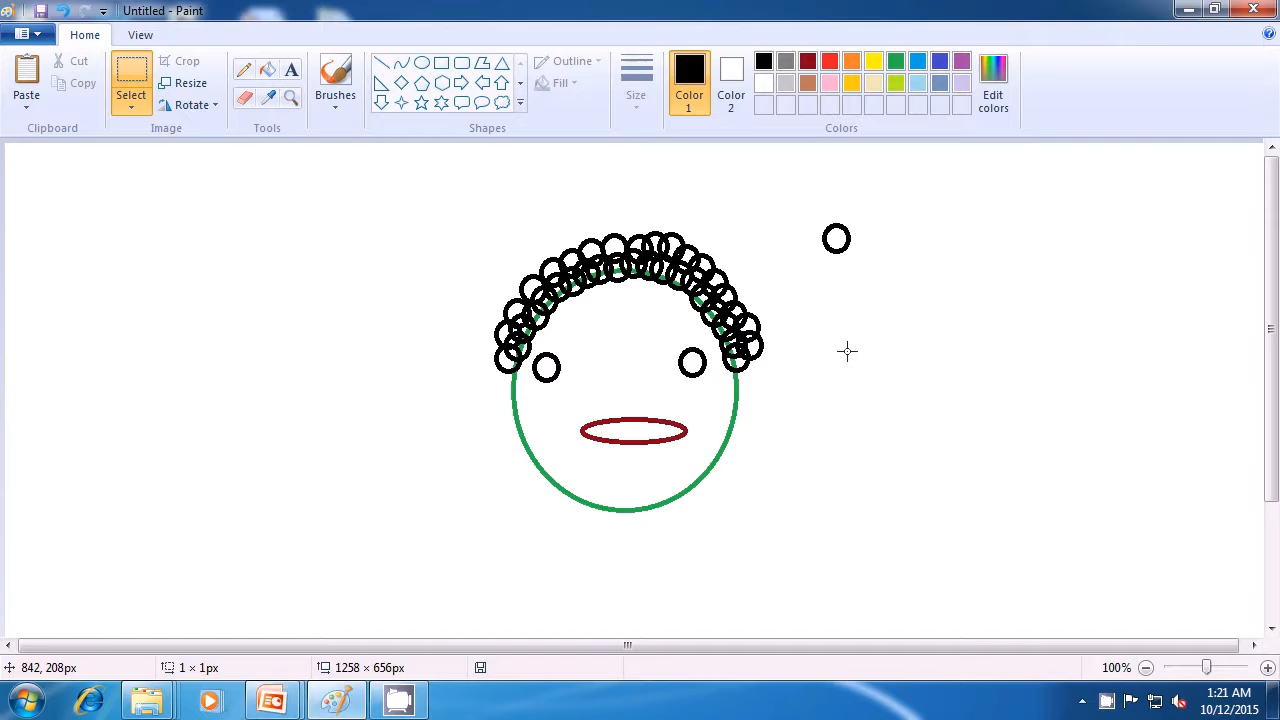 Untitled - Paint
Home View
Paste
Cut
Copy
Clipboard
Select
Crop
Resize
Rotate
Image
A
Tools
Brushes
Outline
Fill
Shapes
Size
Color 1
Color 2
Edit colors
Colors
842, 208px
1 × 1px
1258 × 656px
100%
1:21 AM
10/12/2015